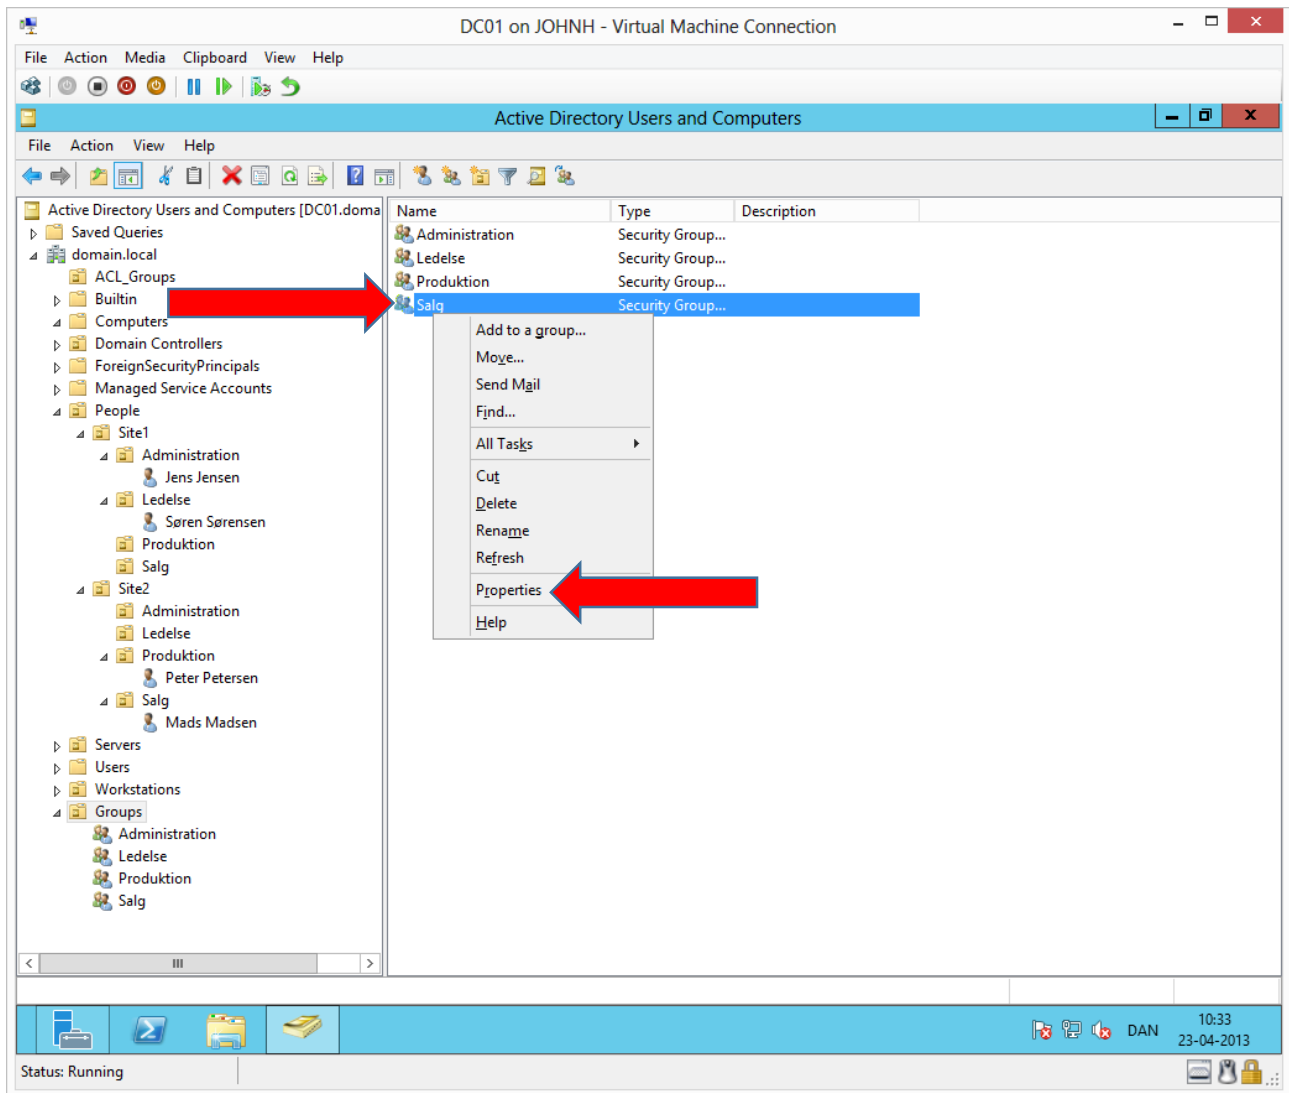 DC01 on JOHNH - Virtual Machine Connection
File Action Media Clipboard View Help
Active Directory Users and Computers
File Action View Help
Active Directory Users and Computers [DC01.doma
Saved Queries
domain.local
ACL_Groups
Builtin
Computers
Domain Controllers
ForeignSecurityPrincipals
Managed Service Accounts
People
Site1
Administration
Jens Jensen
Ledelse
Søren Sørensen
Produktion
Salg
Site2
Administration
Ledelse
Produktion
Peter Petersen
Salg
Mads Madsen
Servers
Users
Workstations
Groups
Administration
Ledelse
Produktion
Salg
Name Type Description
Administration Security Group...
Ledelse Security Group...
Produktion Security Group...
Salg Security Group...
Add to a group...
Move...
Send Mail
Find...
All Tasks
Cut
Delete
Rename
Refresh
Properties
Help
DAN
10:33
23-04-2013
Status: Running